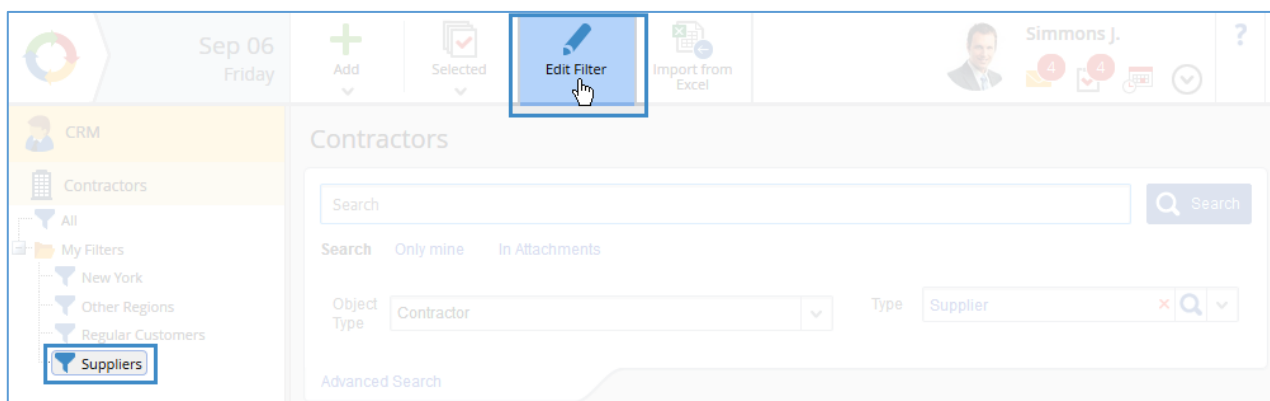 Sep 06
Friday
Add
Selected
Edit Filter
Import from
Excel
Simmons J.
4
4
?
CRM
Contractors
All
My Filters
New York
Other Regions
Regular Customers
Suppliers
Contractors
Search
Search
Search Only mine In Attachments
Object
Type
Contractor
Type
Supplier
Advanced Search